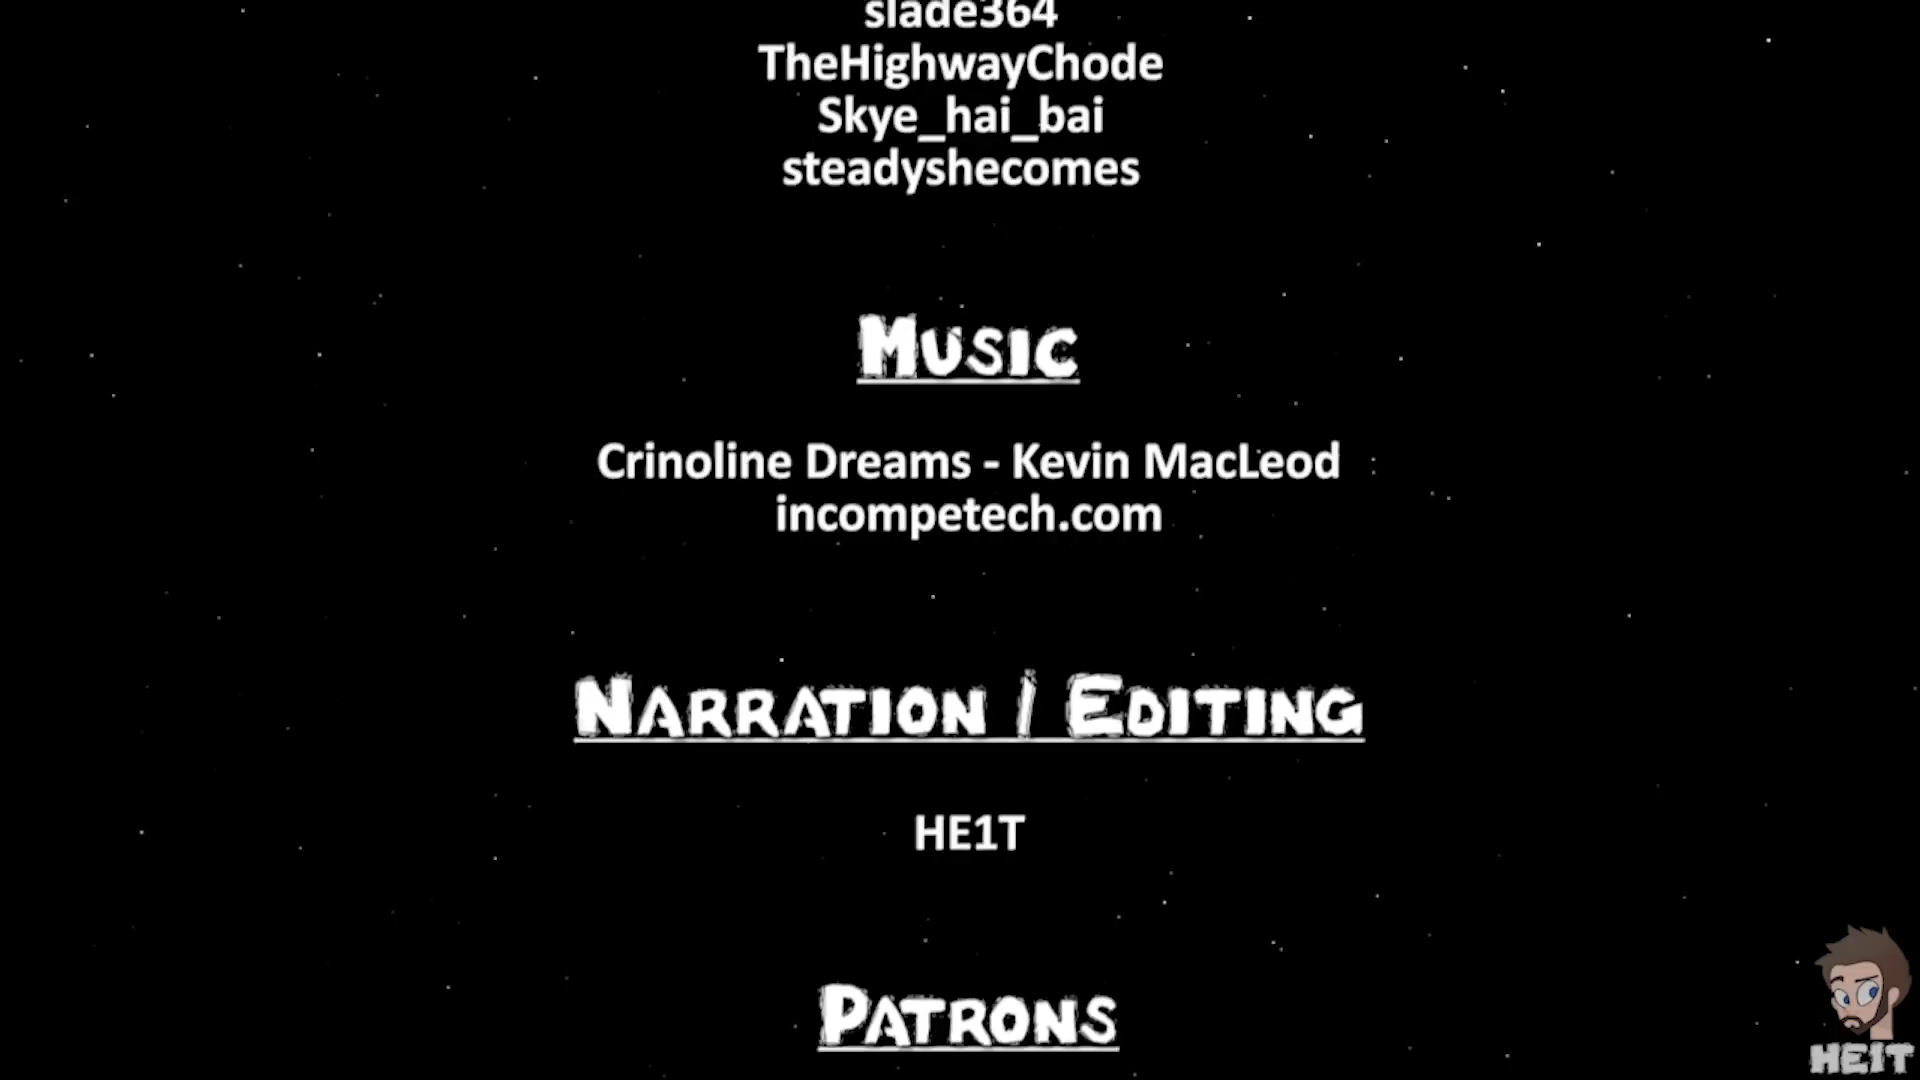 slade364
TheHighwayChode
Skye_hai_bai
steadyshecomes
Music
Crinoline Dreams - Kevin MacLeod
incompetech.com
Narration / Editing
HE1T
Patrons
HE1T